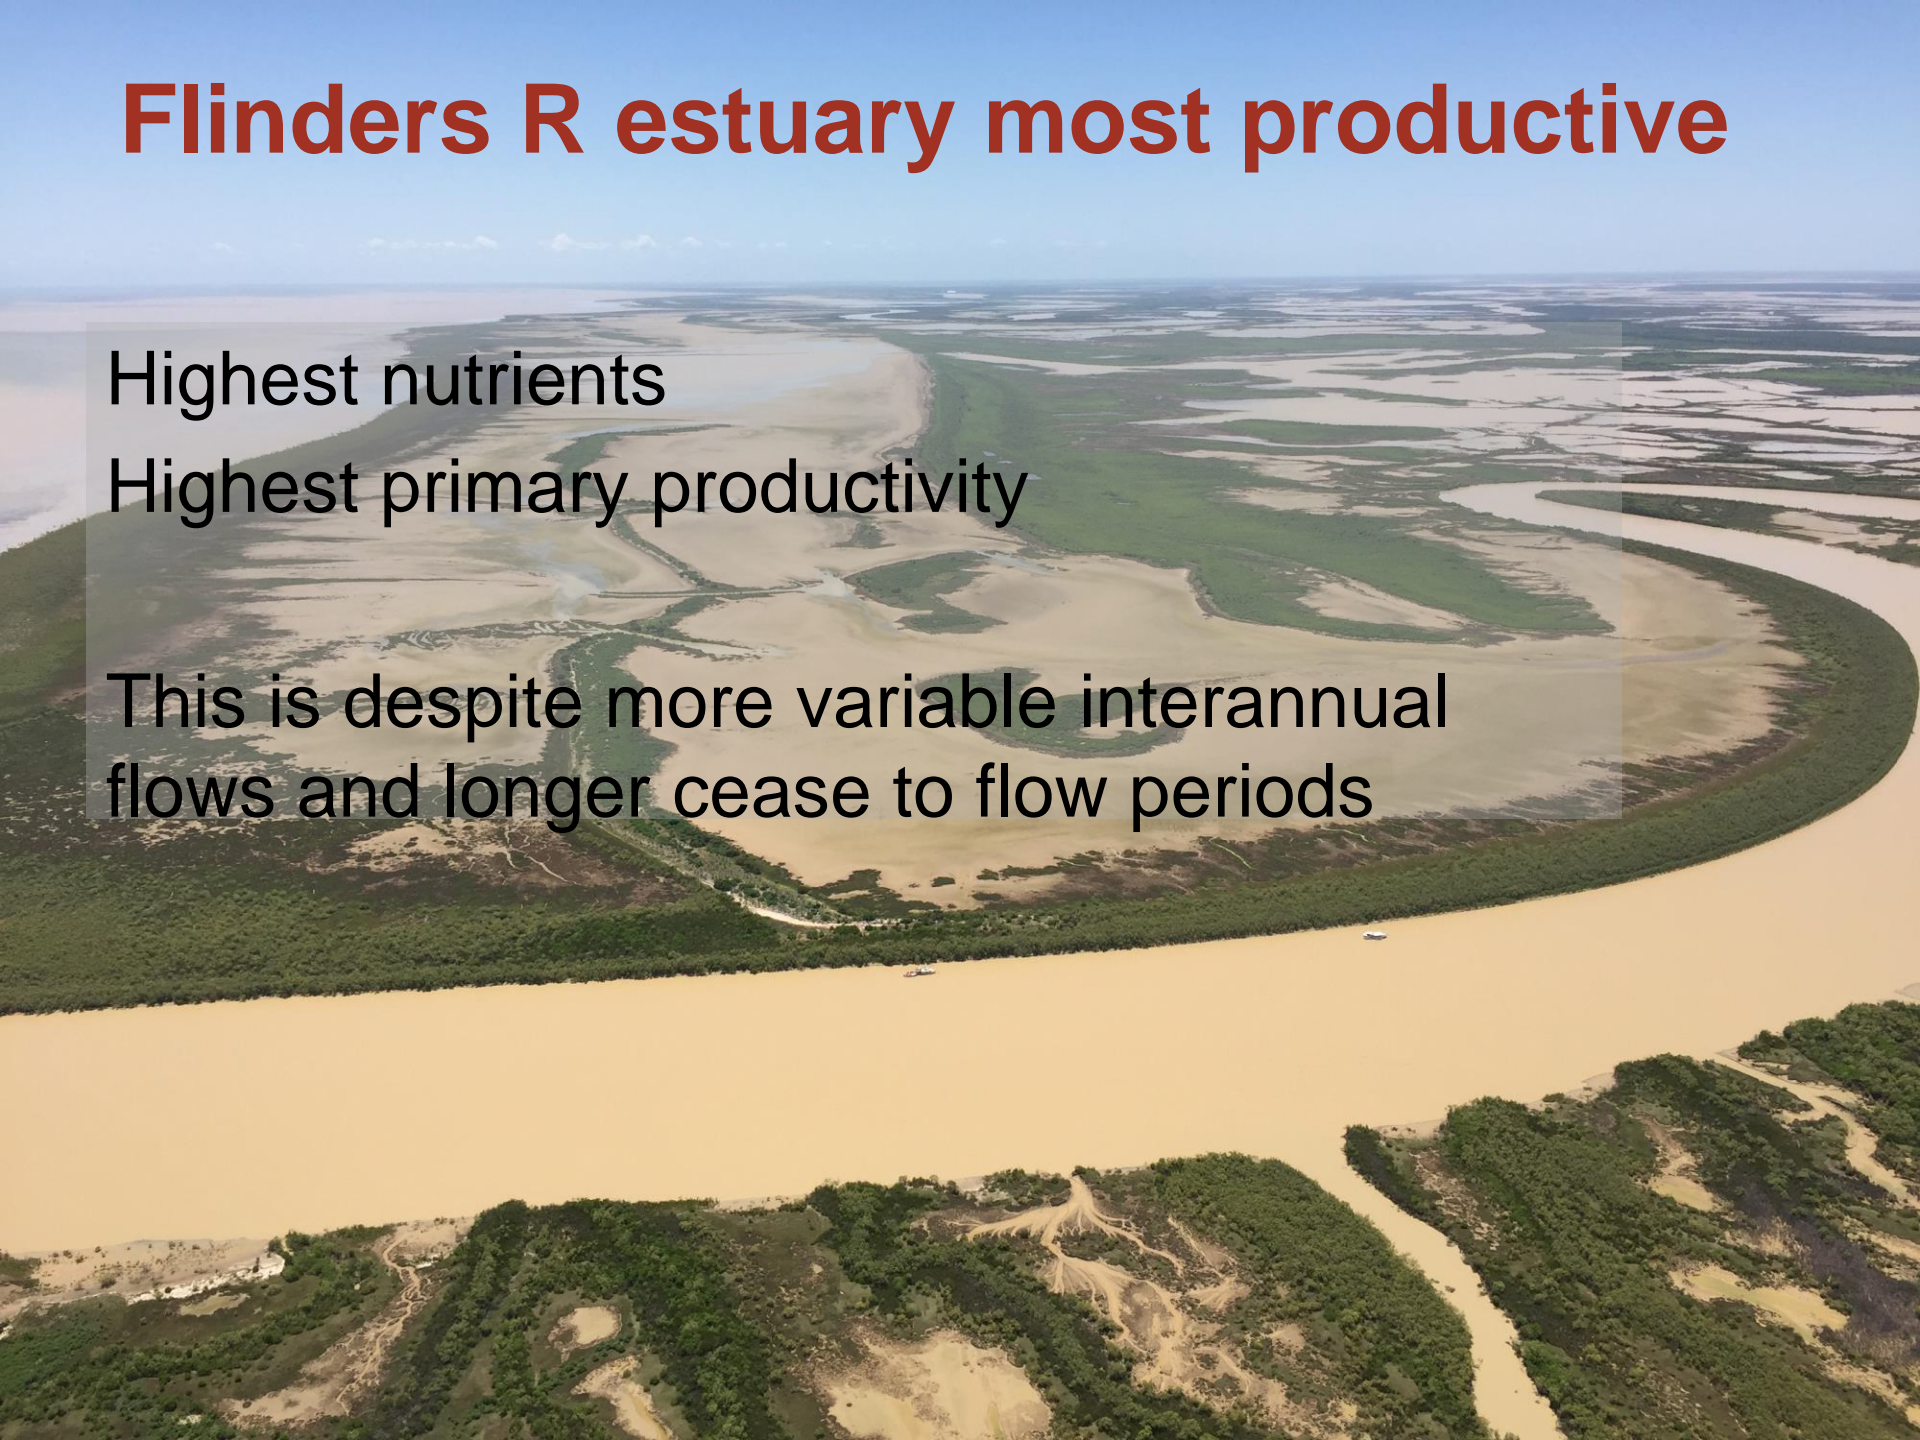 Flinders R estuary most productive
Highest nutrients
Highest primary productivity
This is despite more variable interannual
flows and longer cease to flow periods